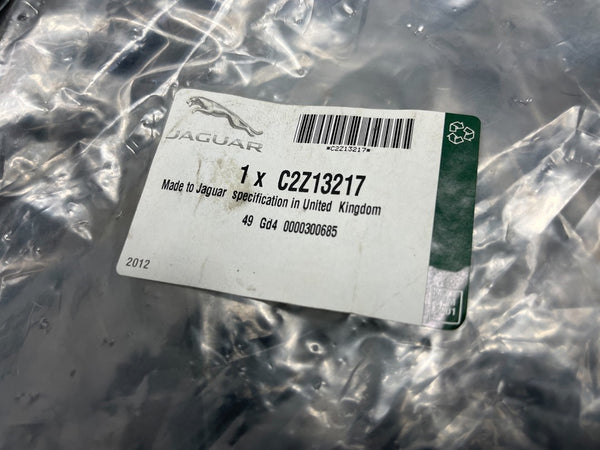 JAGUAR
*C2Z13217*
1 x C2Z13217
Made to Jaguar specification in United Kingdom
49 Gd4 0000300685
2012